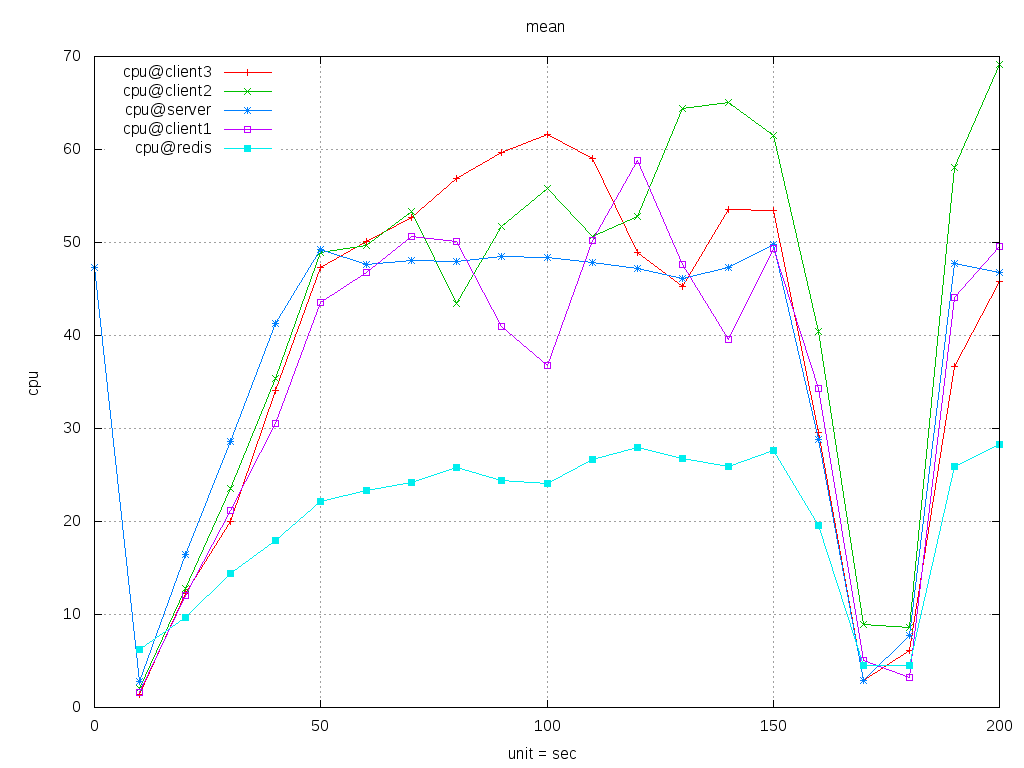 mean
70
60
50
40
30
20
10
0
cpu
cpu@client3
cpu@client2
cpu@server
cpu@client1
cpu@redis
0 50 100 150 200
unit = sec